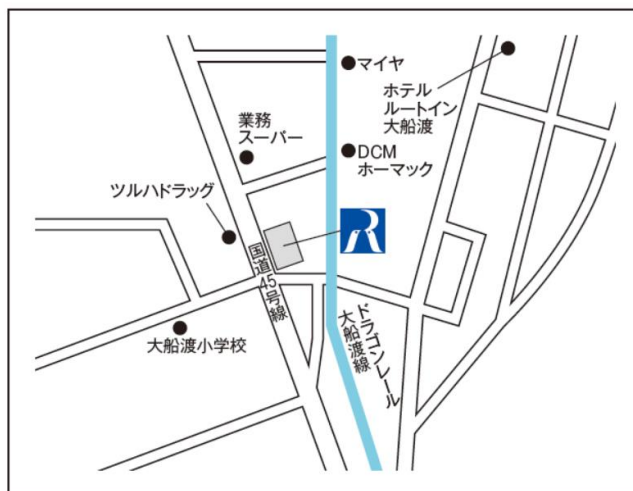 マイヤ
ホテル
ルートイン
大船渡
業務
スーパー
DCM
ホーマック
ツルハドラッグ
国道45号線
大船渡小学校
ドラゴンレール
大船渡線